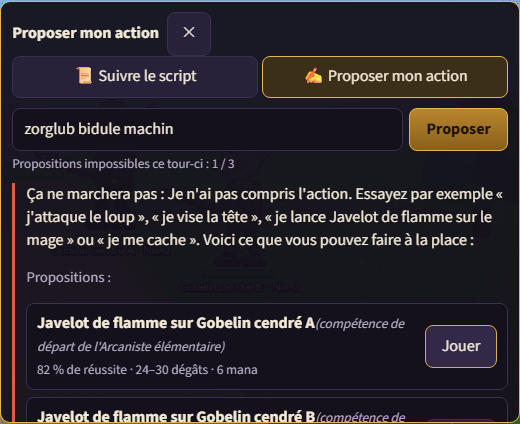 Proposer mon action ×
📜 Suivre le script ✍️ Proposer mon action
zorglub bidule machin Proposer
Propositions impossibles ce tour-ci : 1 / 3
Ça ne marchera pas : Je n'ai pas compris l'action. Essayez par exemple «
j'attaque le loup », « je vise la tête », « je lance Javelot de flamme sur le
mage » ou « je me cache ». Voici ce que vous pouvez faire à la place :
Propositions :
Javelot de flamme sur Gobelin cendré A(compétence de
départ de l'Arcaniste élémentaire)
82 % de réussite · 24–30 dégâts · 6 mana
Jouer
Javelot de flamme sur Gobelin cendré B(compétence de